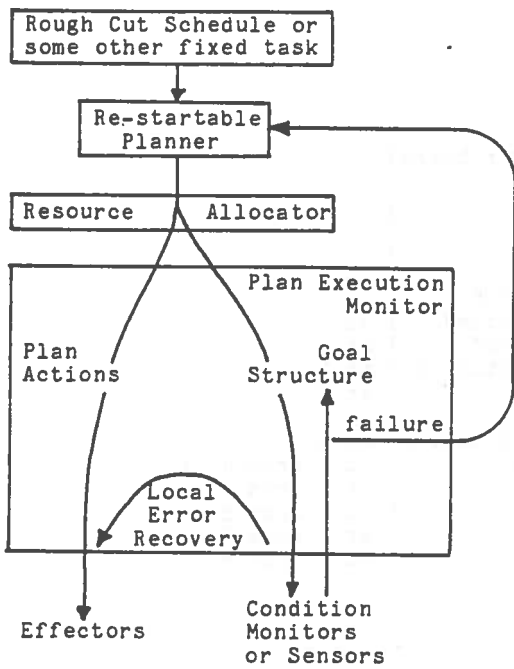 Rough Cut Schedule or
some other fixed task
Re-startable
Planner
Resource Allocator
Plan Execution
Monitor
Plan
Actions
Goal
Structure
failure
Local
Error
Recovery
Effectors
Condition
Monitors
or Sensors